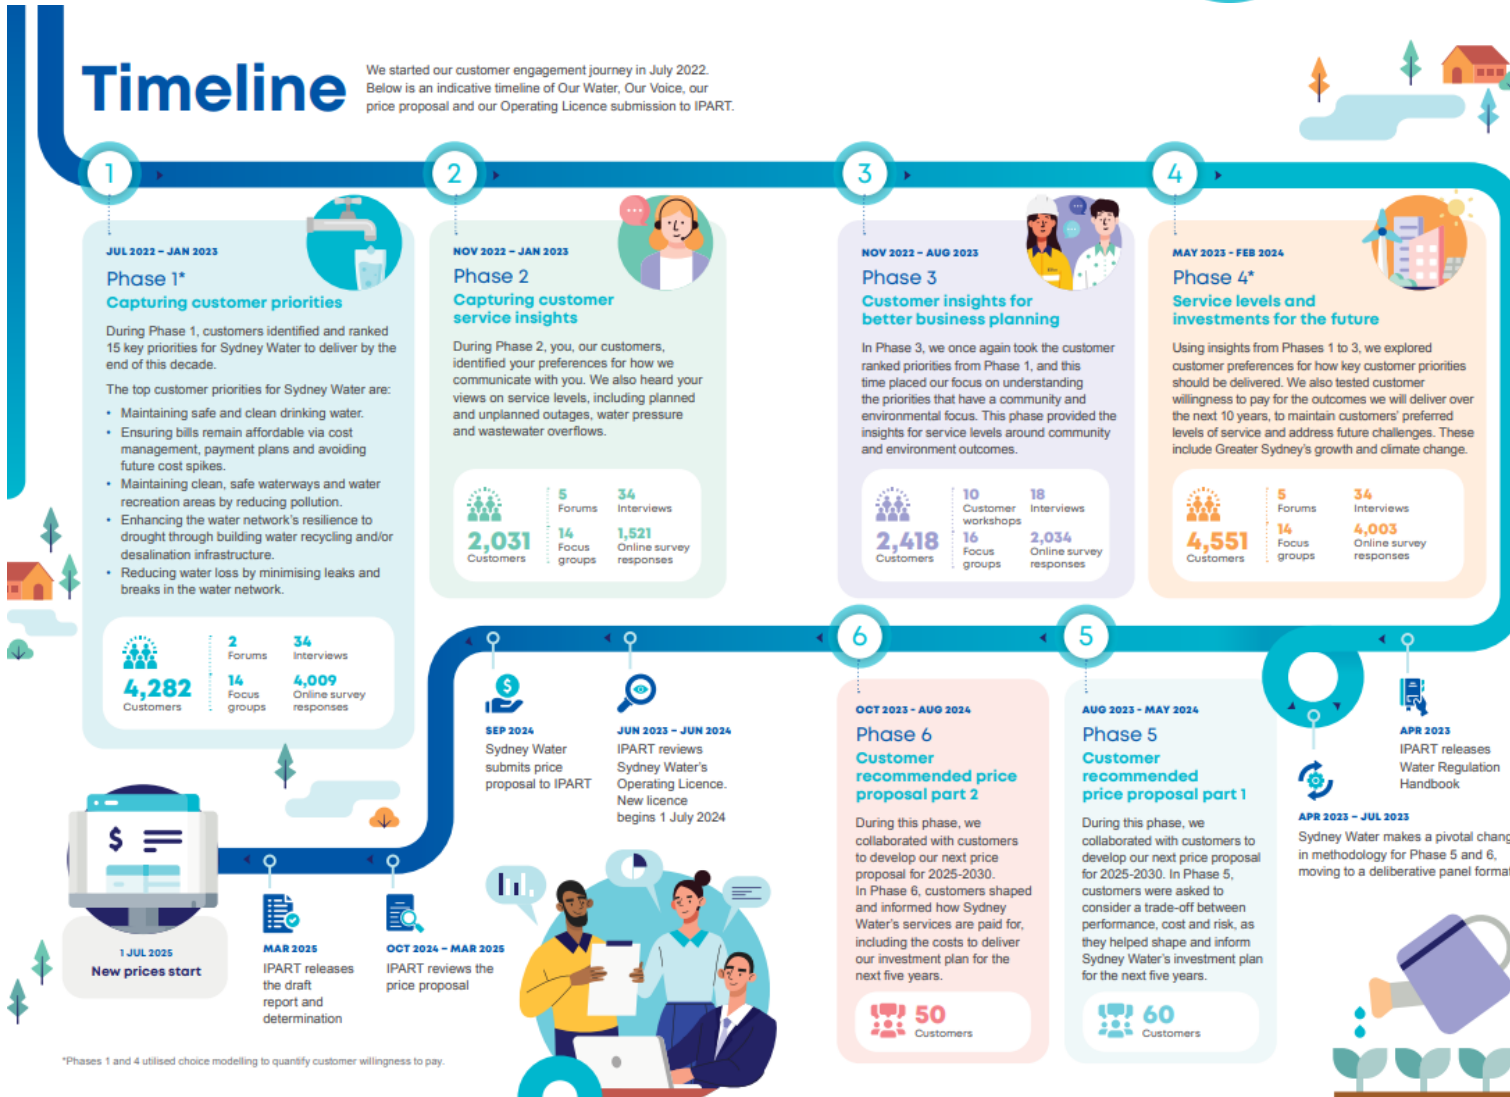 Timeline
We started our customer engagement journey in July 2022.
Below is an indicative timeline of Our Water, Our Voice, our
price proposal and our Operating Licence submission to IPART.
1
JUL 2022 – JAN 2023
Phase 1*
Capturing customer priorities
During Phase 1, customers identified and ranked
15 key priorities for Sydney Water to deliver by the
end of this decade.
The top customer priorities for Sydney Water are:
• Maintaining safe and clean drinking water.
• Ensuring bills remain affordable via cost
management, payment plans and avoiding
future cost spikes.
• Maintaining clean, safe waterways and water
recreation areas by reducing pollution.
• Enhancing the water network's resilience to
drought through building water recycling and/or
desalination infrastructure.
• Reducing water loss by minimising leaks and
breaks in the water network.
4,282
Customers
2
Forums
34
Interviews
14
Focus
groups
4,009
Online survey
responses
2
NOV 2022 – JAN 2023
Phase 2
Capturing customer
service insights
During Phase 2, you, our customers,
identified your preferences for how we
communicate with you. We also heard your
views on service levels, including planned
and unplanned outages, water pressure
and wastewater overflows.
2,031
Customers
5
Forums
34
Interviews
14
Focus
groups
1,521
Online survey
responses
3
NOV 2022 – AUG 2023
Phase 3
Customer insights for
better business planning
In Phase 3, we once again took the customer
ranked priorities from Phase 1, and this
time placed our focus on understanding
the priorities that have a community and
environmental focus. This phase provided the
insights for service levels around community
and environment outcomes.
2,418
Customers
10
Customer
workshops
18
Interviews
16
Focus
groups
2,034
Online survey
responses
4
MAY 2023 - FEB 2024
Phase 4*
Service levels and
investments for the future
Using insights from Phases 1 to 3, we explored
customer preferences for how key customer priorities
should be delivered. We also tested customer
willingness to pay for the outcomes we will deliver over
the next 10 years, to maintain customers' preferred
levels of service and address future challenges. These
include Greater Sydney's growth and climate change.
4,551
Customers
5
Forums
34
Interviews
14
Focus
groups
4,003
Online survey
responses
APR 2023
IPART releases
Water Regulation
Handbook
APR 2023 – JUL 2023
Sydney Water makes a pivotal chang
in methodology for Phase 5 and 6,
moving to a deliberative panel format
5
AUG 2023 - MAY 2024
Phase 5
Customer
recommended
price proposal part 1
During this phase, we
collaborated with customers to
develop our next price proposal
for 2025-2030. In Phase 5,
customers were asked to
consider a trade-off between
performance, cost and risk, as
they helped shape and inform
Sydney Water's investment plan
for the next five years.
60
Customers
6
OCT 2023 - AUG 2024
Phase 6
Customer
recommended price
proposal part 2
During this phase, we
collaborated with customers
to develop our next price
proposal for 2025-2030.
In Phase 6, customers shaped
and informed how Sydney
Water's services are paid for,
including the costs to deliver
our investment plan for the
next five years.
50
Customers
JUN 2023 – JUN 2024
IPART reviews
Sydney Water's
Operating Licence.
New licence
begins 1 July 2024
$
SEP 2024
Sydney Water
submits price
proposal to IPART
OCT 2024 – MAR 2025
IPART reviews the
price proposal
MAR 2025
IPART releases
the draft
report and
determination
$
1 JUL 2025
New prices start
*Phases 1 and 4 utilised choice modelling to quantify customer willingness to pay.